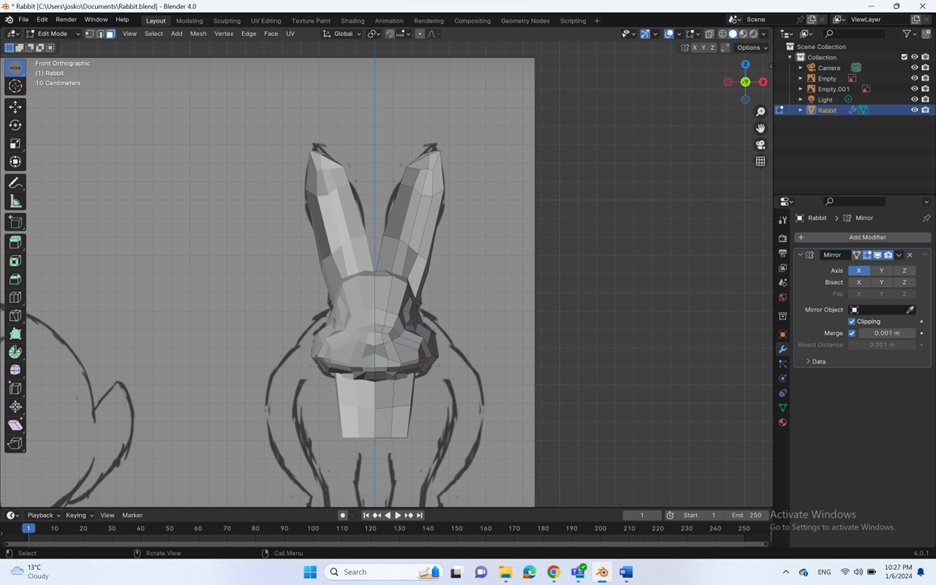 * Rabbit [C:\Users\josko\Documents\Rabbit.blend] - Blender 4.0
File Edit Render Window Help Layout Modeling Sculpting UV Editing Texture Paint Shading Animation Rendering Compositing Geometry Nodes Scripting + Scene ViewLayer
Edit Mode View Select Add Mesh Vertex Edge Face UV Global
X Y Z Options
Front Orthographic
(1) Rabbit
10 Centimeters
Z
Y
X
Scene Collection
Collection
Camera
Empty
Empty.001
Light
Rabbit
Rabbit > Mirror
+ Add Modifier
Mirror
Axis X Y Z
Bisect X Y Z
Flip X Y Z
Mirror Object
Clipping
Merge 0.001 m
Bisect Distance 0.001 m
> Data
Playback Keying View Marker 1 Start 1 End 250
1 10 20 30 40 50 60 70 80 90 100 110 120 130 140 150 160 170 180 190 200 210 220 230 240 250
Activate Windows
Go to Settings to activate Windows.
Select Rotate View Call Menu 4.0.1
13°C
Cloudy
Search
ENG
10:27 PM
1/6/2024